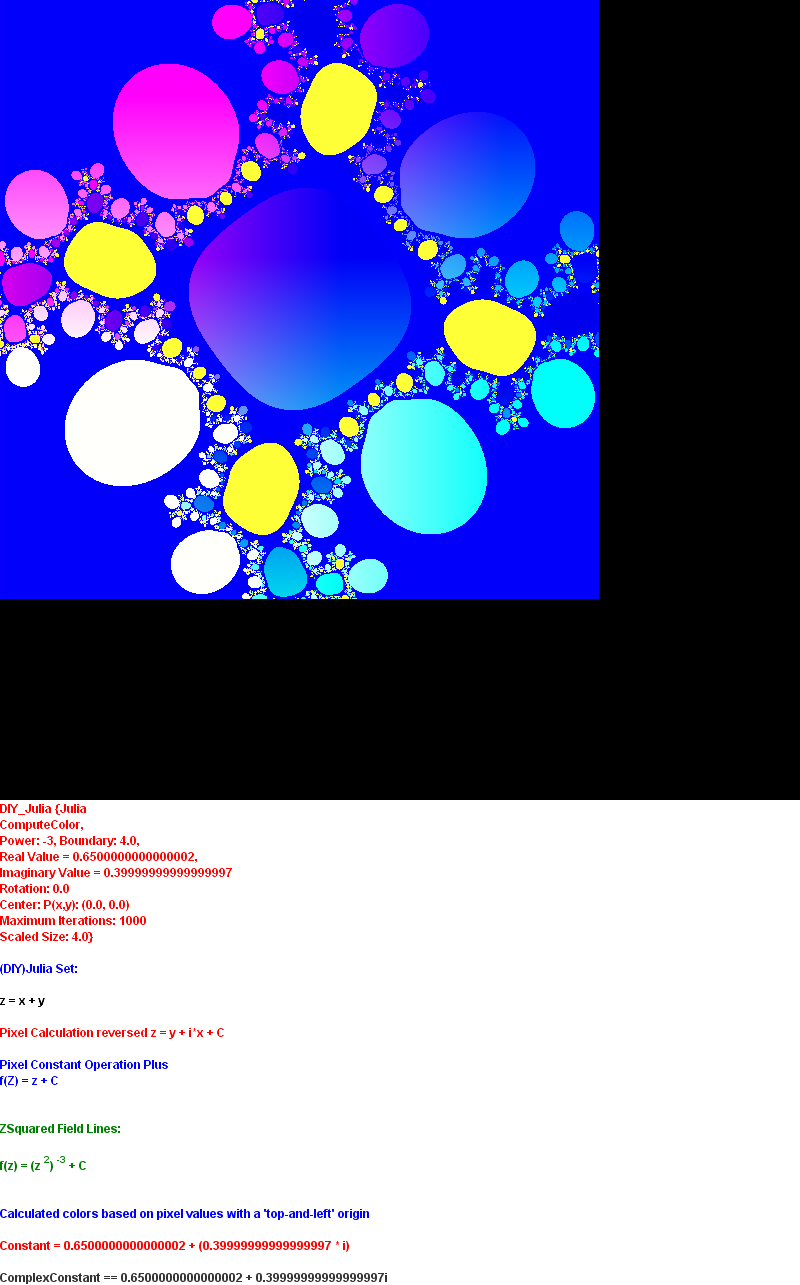 DIY_Julia {Julia
ComputeColor,
Power: -3, Boundary: 4.0,
Real Value = 0.6500000000000002,
Imaginary Value = 0.39999999999999997
Rotation: 0.0
Center: P(x,y): (0.0, 0.0)
Maximum Iterations: 1000
Scaled Size: 4.0}
(DIY)Julia Set:
z = x + y
Pixel Calculation reversed z = y + i*x + C
Pixel Constant Operation Plus
f(Z) = z + C
ZSquared Field Lines:
f(z) = (z ²) ⁻³ + C
Calculated colors based on pixel values with a 'top-and-left' origin
Constant = 0.6500000000000002 + (0.39999999999999997 * i)
ComplexConstant == 0.6500000000000002 + 0.39999999999999997i